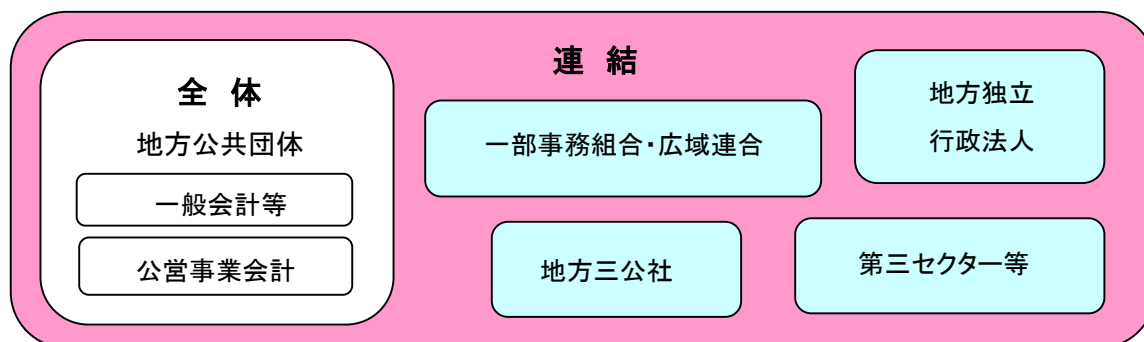 連 結
全 体
地方公共団体
一般会計等
公営事業会計
一部事務組合・広域連合
地方独立
行政法人
地方三公社
第三セクター等